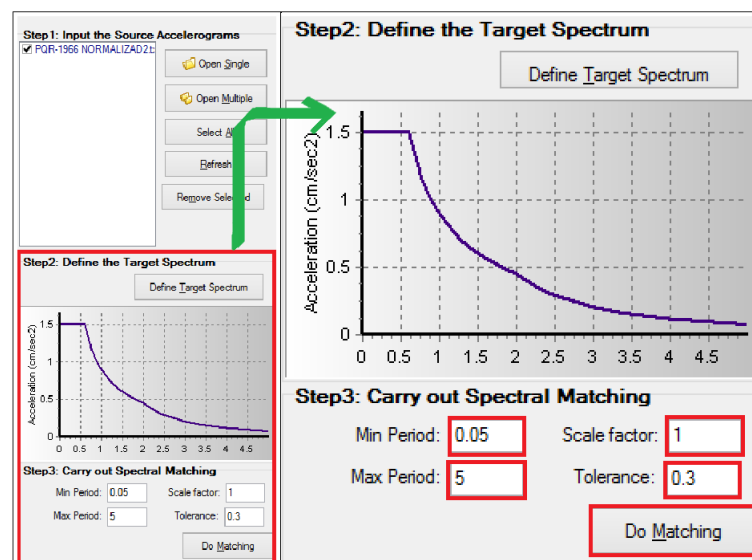 Step1: Input the Source Accelerograms
PQR-1966 NORMALIZAD2.t
Open Single
Open Multiple
Select
Refresh
Remove
Step2: Define the Target Spectrum
Define Target Spectrum
Acceleration (cm/sec2)
1.5
1
0.5
0
0 0.5 1 1.5 2 2.5 3 3.5 4 4.5
Step3: Carry out Spectral Matching
Min Period: 0.05 Scale factor: 1
Max Period: 5 Tolerance: 0.3
Do Matching
Step2: Define the Target Spectrum
Define Target Spectrum
Acceleration (cm/sec2)
1.5
1
0.5
0
0 0.5 1 1.5 2 2.5 3 3.5 4 4.5
Step3: Carry out Spectral Matching
Min Period: 0.05 Scale factor: 1
Max Period: 5 Tolerance: 0.3
Do Matching